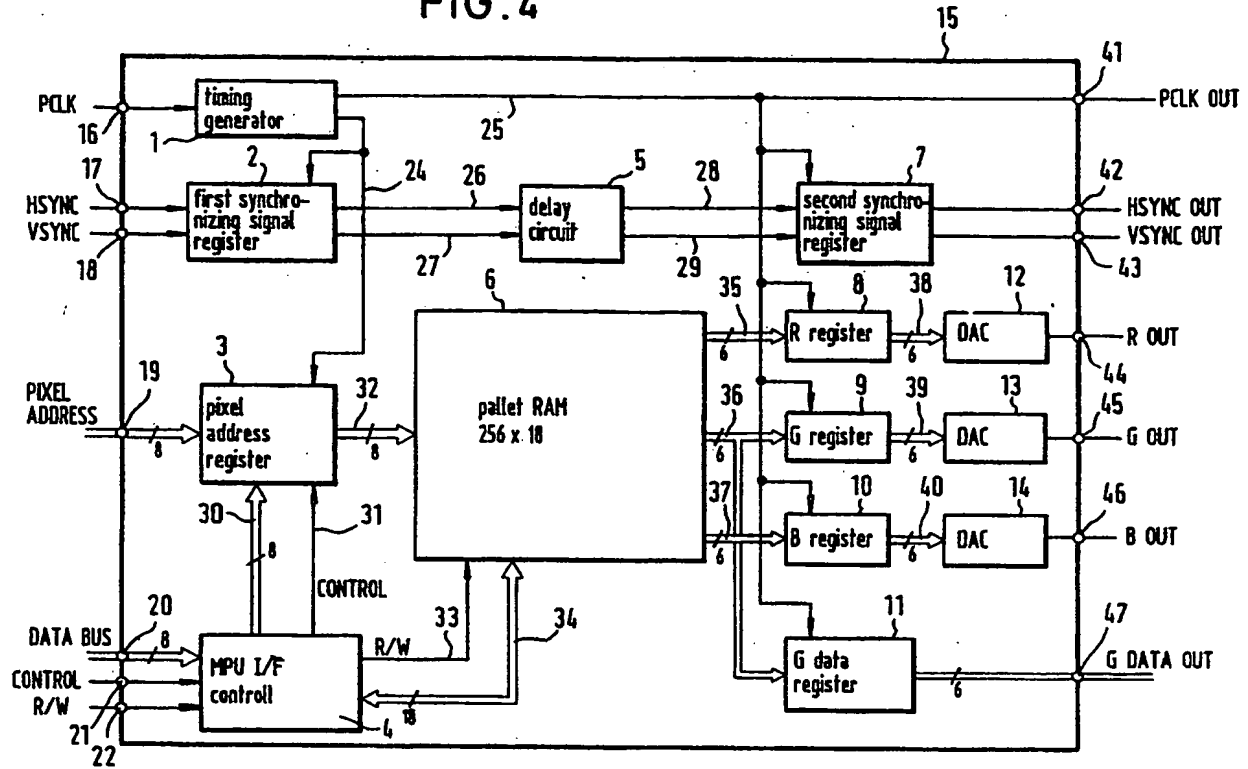 FIG. 4
15
41
PCLK
16
timing
generator
1
25
PCLK OUT
17
2
24
26
5
28
7
42
HSYNC
VSYNC
18
first synchro-
nizing signal
register
27
delay
circuit
29
second synchro-
nizing signal
register
HSYNC OUT
VSYNC OUT
43
6
35
6
8
R register
38
6
12
DAC
R OUT
44
PIXEL
ADDRESS
19
8
3
pixel
address
register
32
8
pallet RAM
256 x 18
36
6
9
G register
39
6
13
DAC
45
G OUT
37
6
10
B register
40
6
14
DAC
46
B OUT
30
8
31
CONTROL
DATA BUS
20
8
CONTROL
R/W
21
22
MPU I/F
controll
4
R/W
33
34
18
11
G data
register
6
47
G DATA OUT